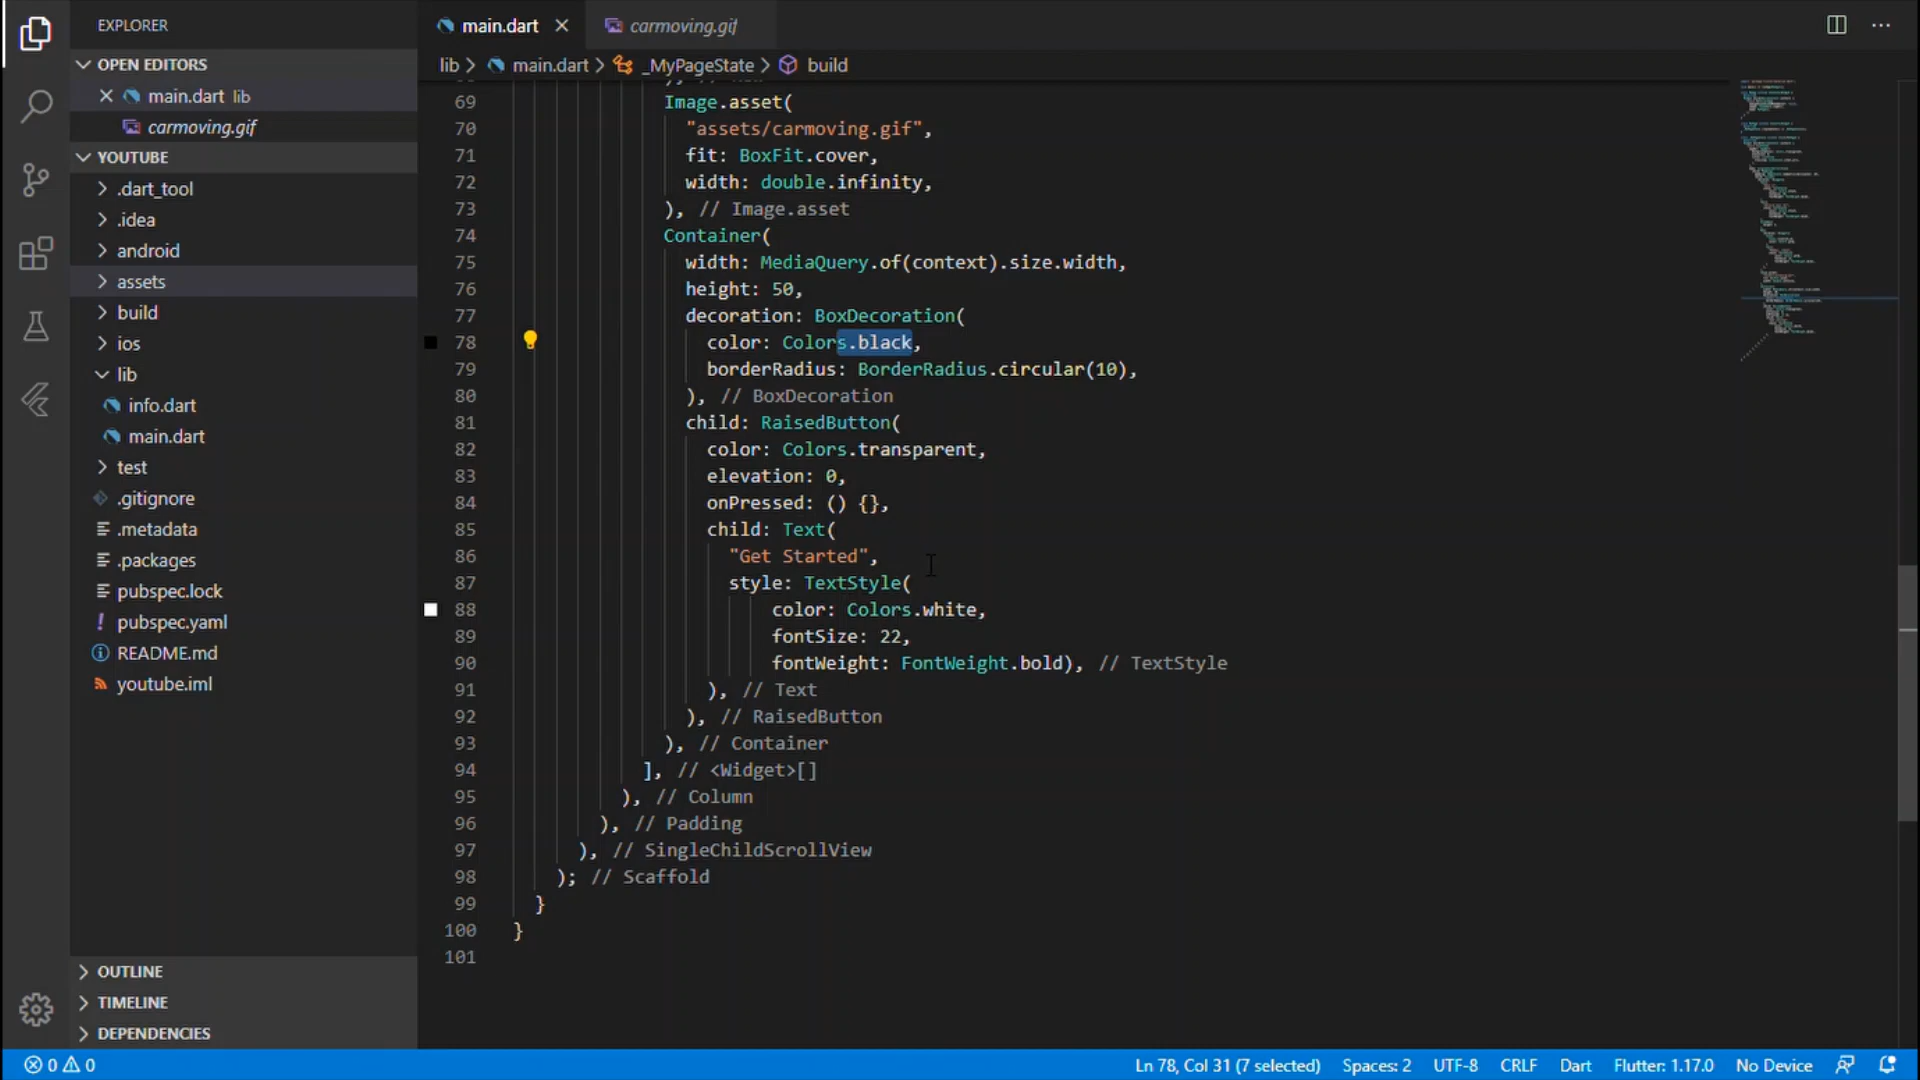 EXPLORER
OPEN EDITORS
main.dart lib
carmoving.gif
YOUTUBE
.dart_tool
.idea
android
assets
build
ios
lib
info.dart
main.dart
test
.gitignore
.metadata
.packages
pubspec.lock
! pubspec.yaml
README.md
youtube.iml
OUTLINE
TIMELINE
DEPENDENCIES
main.dart
carmoving.gif
lib > main.dart > _MyPageState > build
69 Image.asset(
70 "assets/carmoving.gif",
71 fit: BoxFit.cover,
72 width: double.infinity,
73 ), // Image.asset
74 Container(
75 width: MediaQuery.of(context).size.width,
76 height: 50,
77 decoration: BoxDecoration(
78 color: Colors.black,
79 borderRadius: BorderRadius.circular(10),
80 ), // BoxDecoration
81 child: RaisedButton(
82 color: Colors.transparent,
83 elevation: 0,
84 onPressed: () {},
85 child: Text(
86 "Get Started",
87 style: TextStyle(
88 color: Colors.white,
89 fontSize: 22,
90 fontWeight: FontWeight.bold), // TextStyle
91 ), // Text
92 ), // RaisedButton
93 ), // Container
94 ], // <Widget>[]
95 ), // Column
96 ), // Padding
97 ), // SingleChildScrollView
98 ); // Scaffold
99 }
100 }
101
0 0
Ln 78, Col 31 (7 selected) Spaces: 2 UTF-8 CRLF Dart Flutter: 1.17.0 No Device